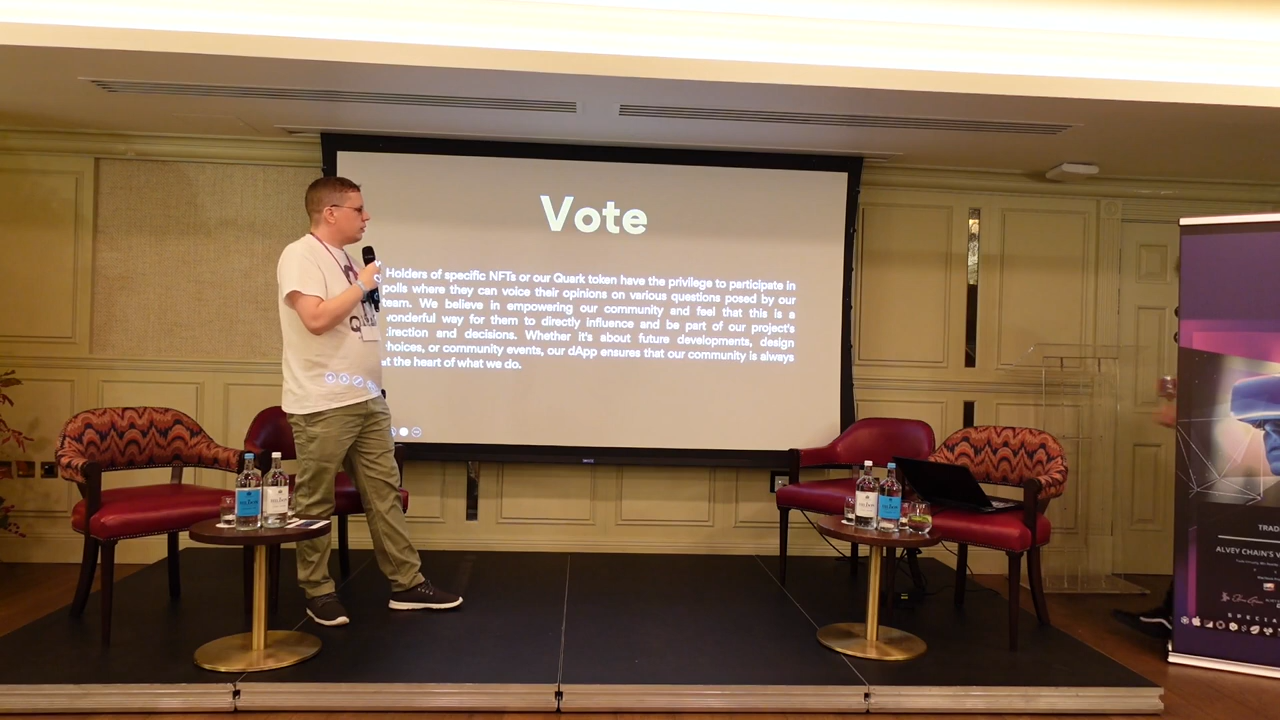 Vote
Holders of specific NFTs or our Quark token have the privilege to participate in
polls where they can voice their opinions on various questions posed by our
team. We believe in empowering our community and feel that this is a
wonderful way for them to directly influence and be part of our project's
direction and decisions. Whether it's about future developments, design
choices, or community events, our dApp ensures that our community is always
at the heart of what we do.
TRAD
ALVEY CHAIN'S
SPECIA